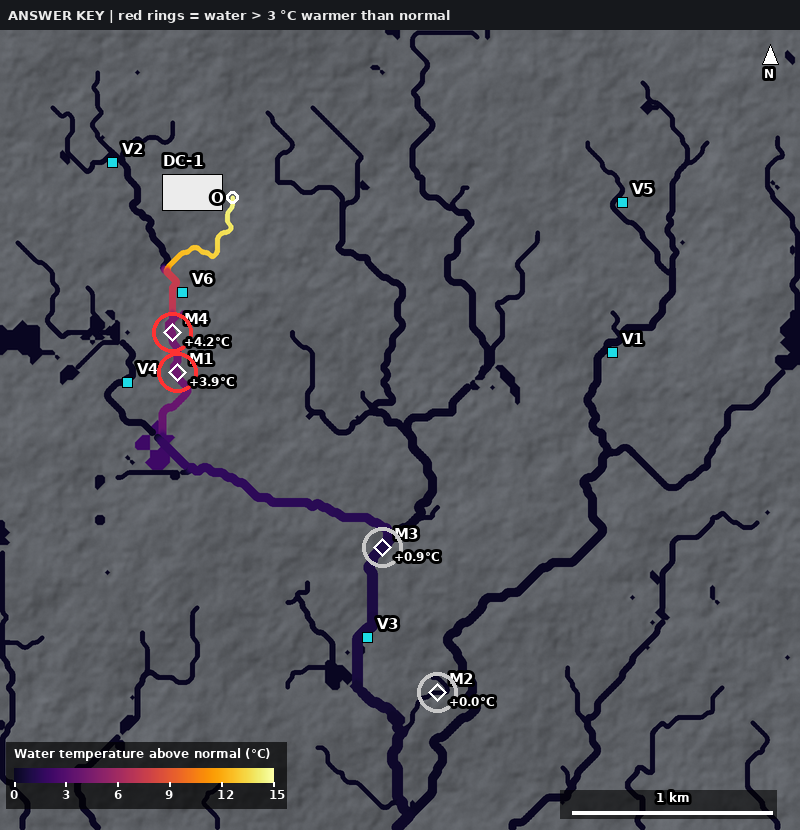 ANSWER KEY | red rings = water > 3 °C warmer than normal
N
V2
DC-1
O
V5
V6
M4
+4.2°C
M1
+3.9°C
V4
V1
M3
+0.9°C
V3
M2
+0.0°C
Water temperature above normal (°C)
0 3 6 9 12 15
1 km